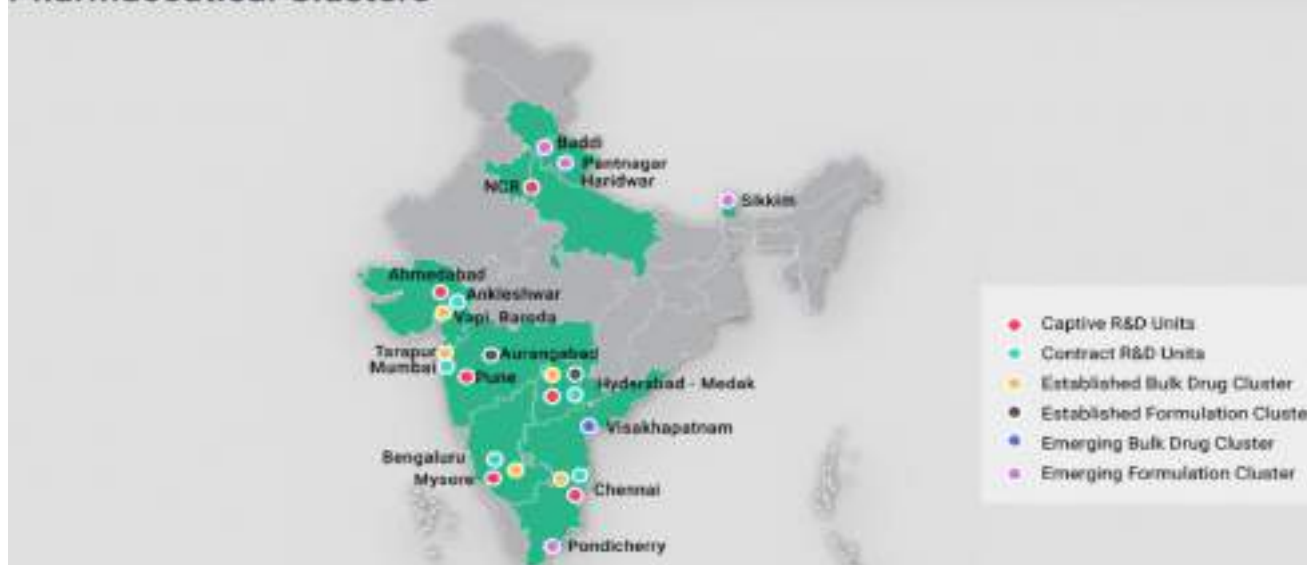 Pharmaceutical Clusters
Baddi
Pantnagar
Haridwar
NCR
Sikkim
Ahmedabad
Ankleshwar
Vapi, Baroda
Tarapur
Mumbai
Aurangabad
Pune
Hyderabad - Medak
Visakhapatnam
Bengaluru
Mysore
Chennai
Pondicherry
Captive R&D Units
Contract R&D Units
Established Bulk Drug Cluster
Established Formulation Cluste
Emerging Bulk Drug Cluster
Emerging Formulation Cluster